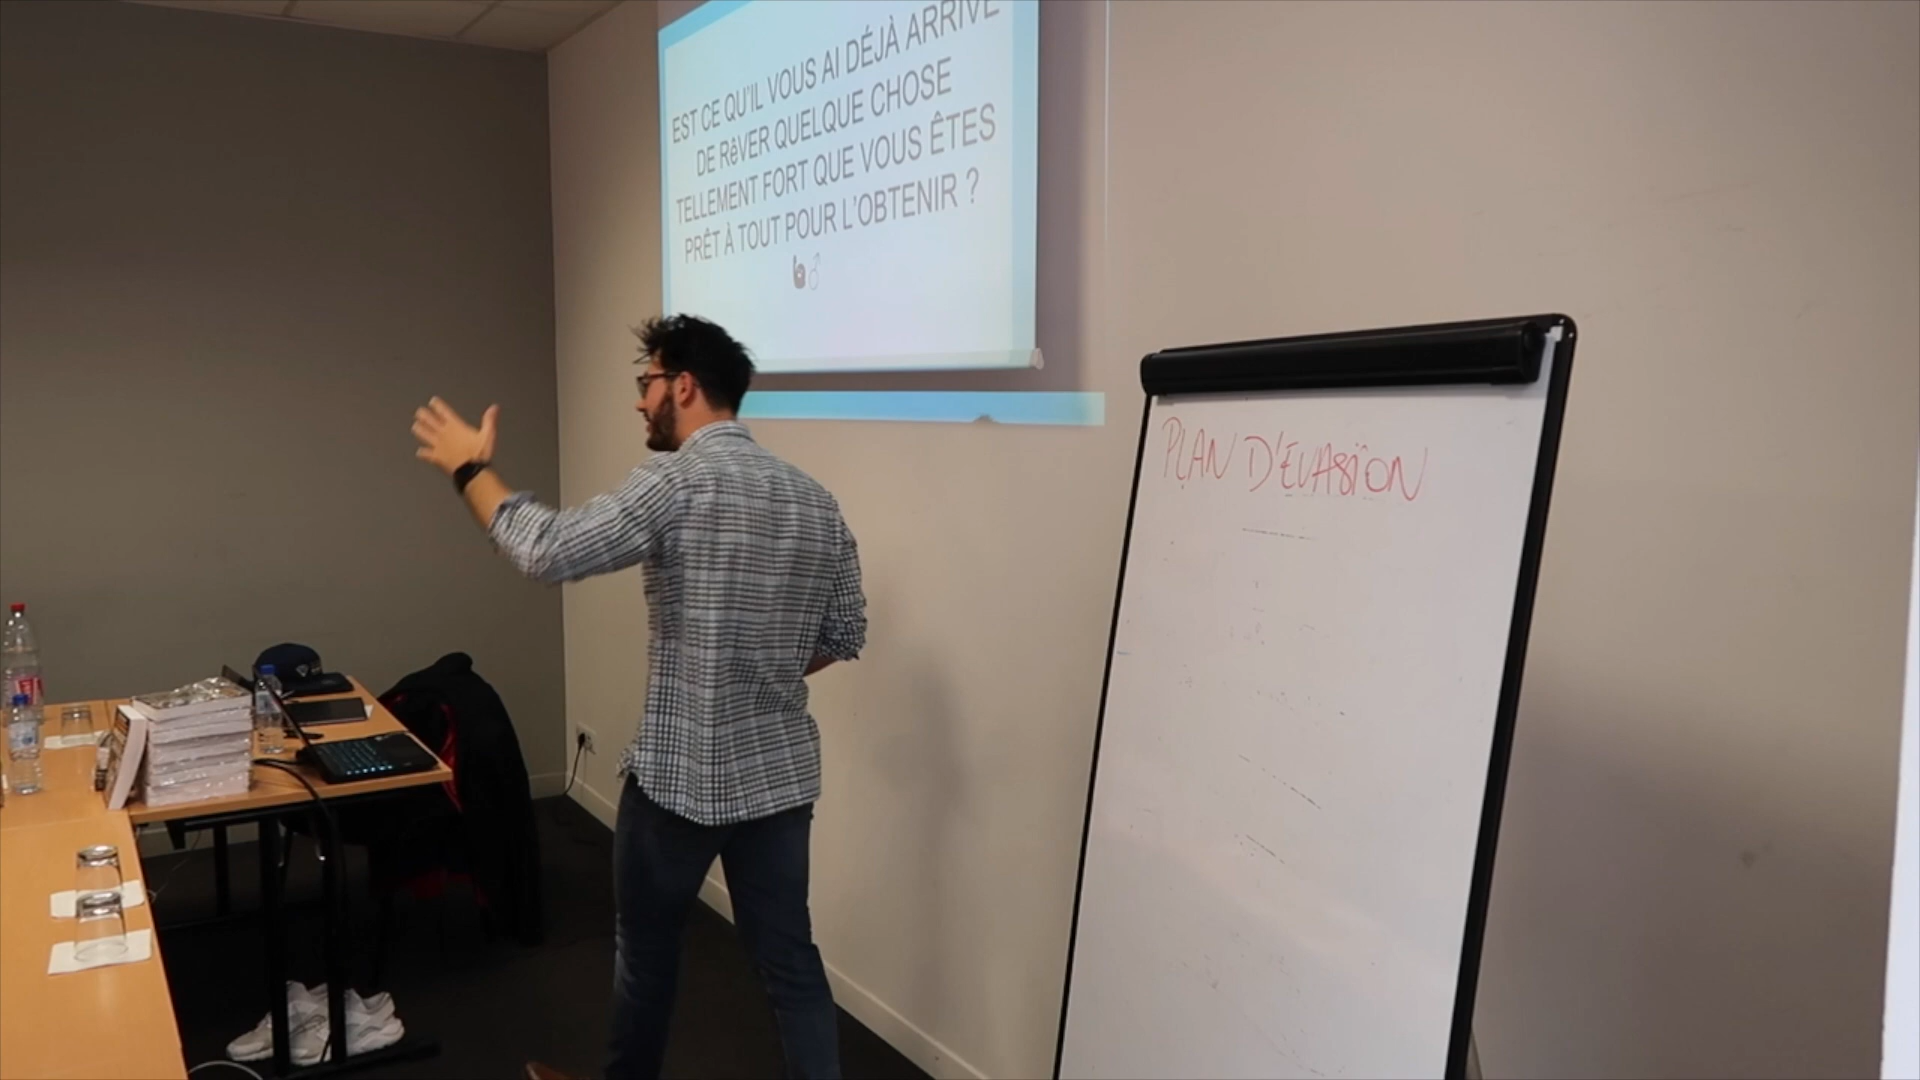 EST CE QU'IL VOUS AI DÉJÀ ARRIVÉ
DE RêVER QUELQUE CHOSE
TELLEMENT FORT QUE VOUS ÊTES
PRÊT À TOUT POUR L'OBTENIR ?
PLAN D'ÉVASION